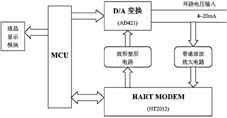 液晶
显示
模块
MCU
D/A 变换
(AD421)
环路电压输入
4~20mA
波形整形
电路
带通滤波
放大电路
HART MODEM
(HT2012)